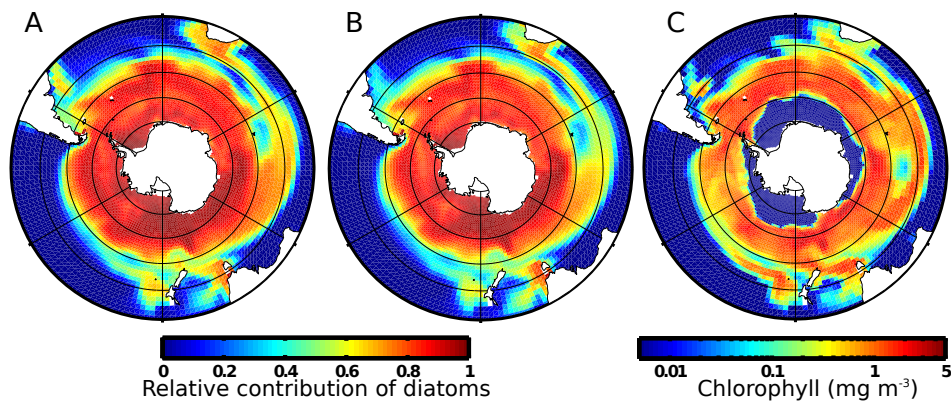 A B C
0 0.2 0.4 0.6 0.8 1
Relative contribution of diatoms
0.01 0.1 1 5
Chlorophyll (mg m⁻³)